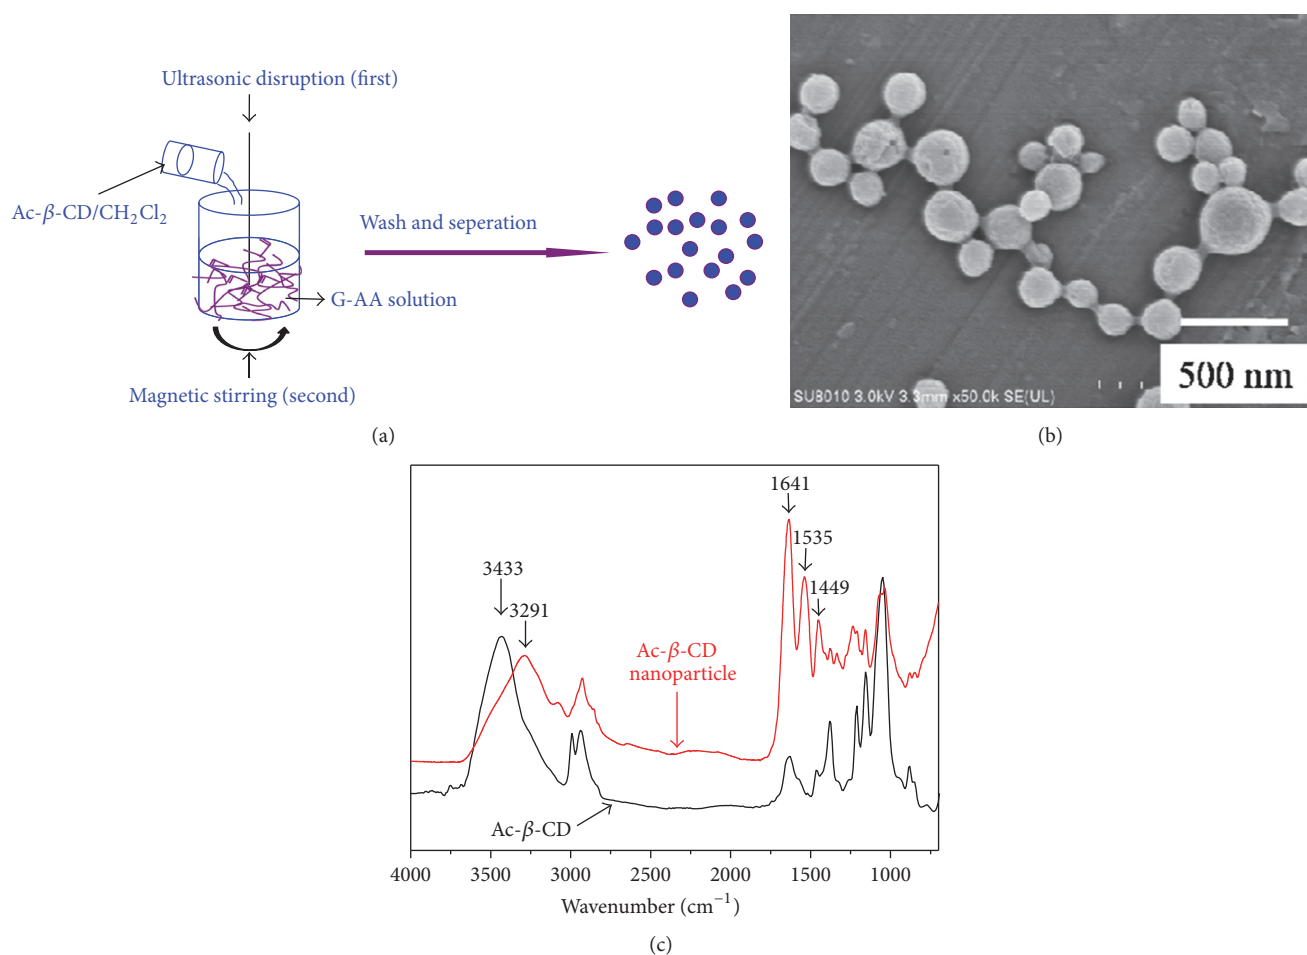 Ultrasonic disruption (first)
Ac-β-CD/CH₂Cl₂
Wash and seperation
G-AA solution
Magnetic stirring (second)
(a)
500 nm
SU8010 3.0kV 3.3mm x50.0k SE(UL)
(b)
1641
1535
1449
3433
3291
Ac-β-CD
nanoparticle
Ac-β-CD
4000 3500 3000 2500 2000 1500 1000
Wavenumber (cm⁻¹)
(c)